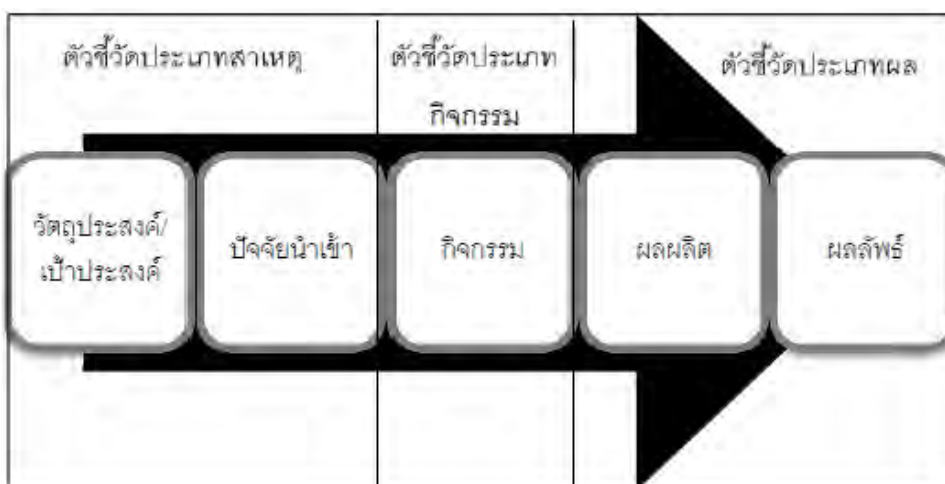 ตัวชี้วัดประเภทสาเหตุ
ตัวชี้วัดประเภท
กิจกรรม
ตัวชี้วัดประเภทผล
วัตถุประสงค์/
เป้าประสงค์
ปัจจัยนำเข้า
กิจกรรม
ผลผลิต
ผลลัพธ์